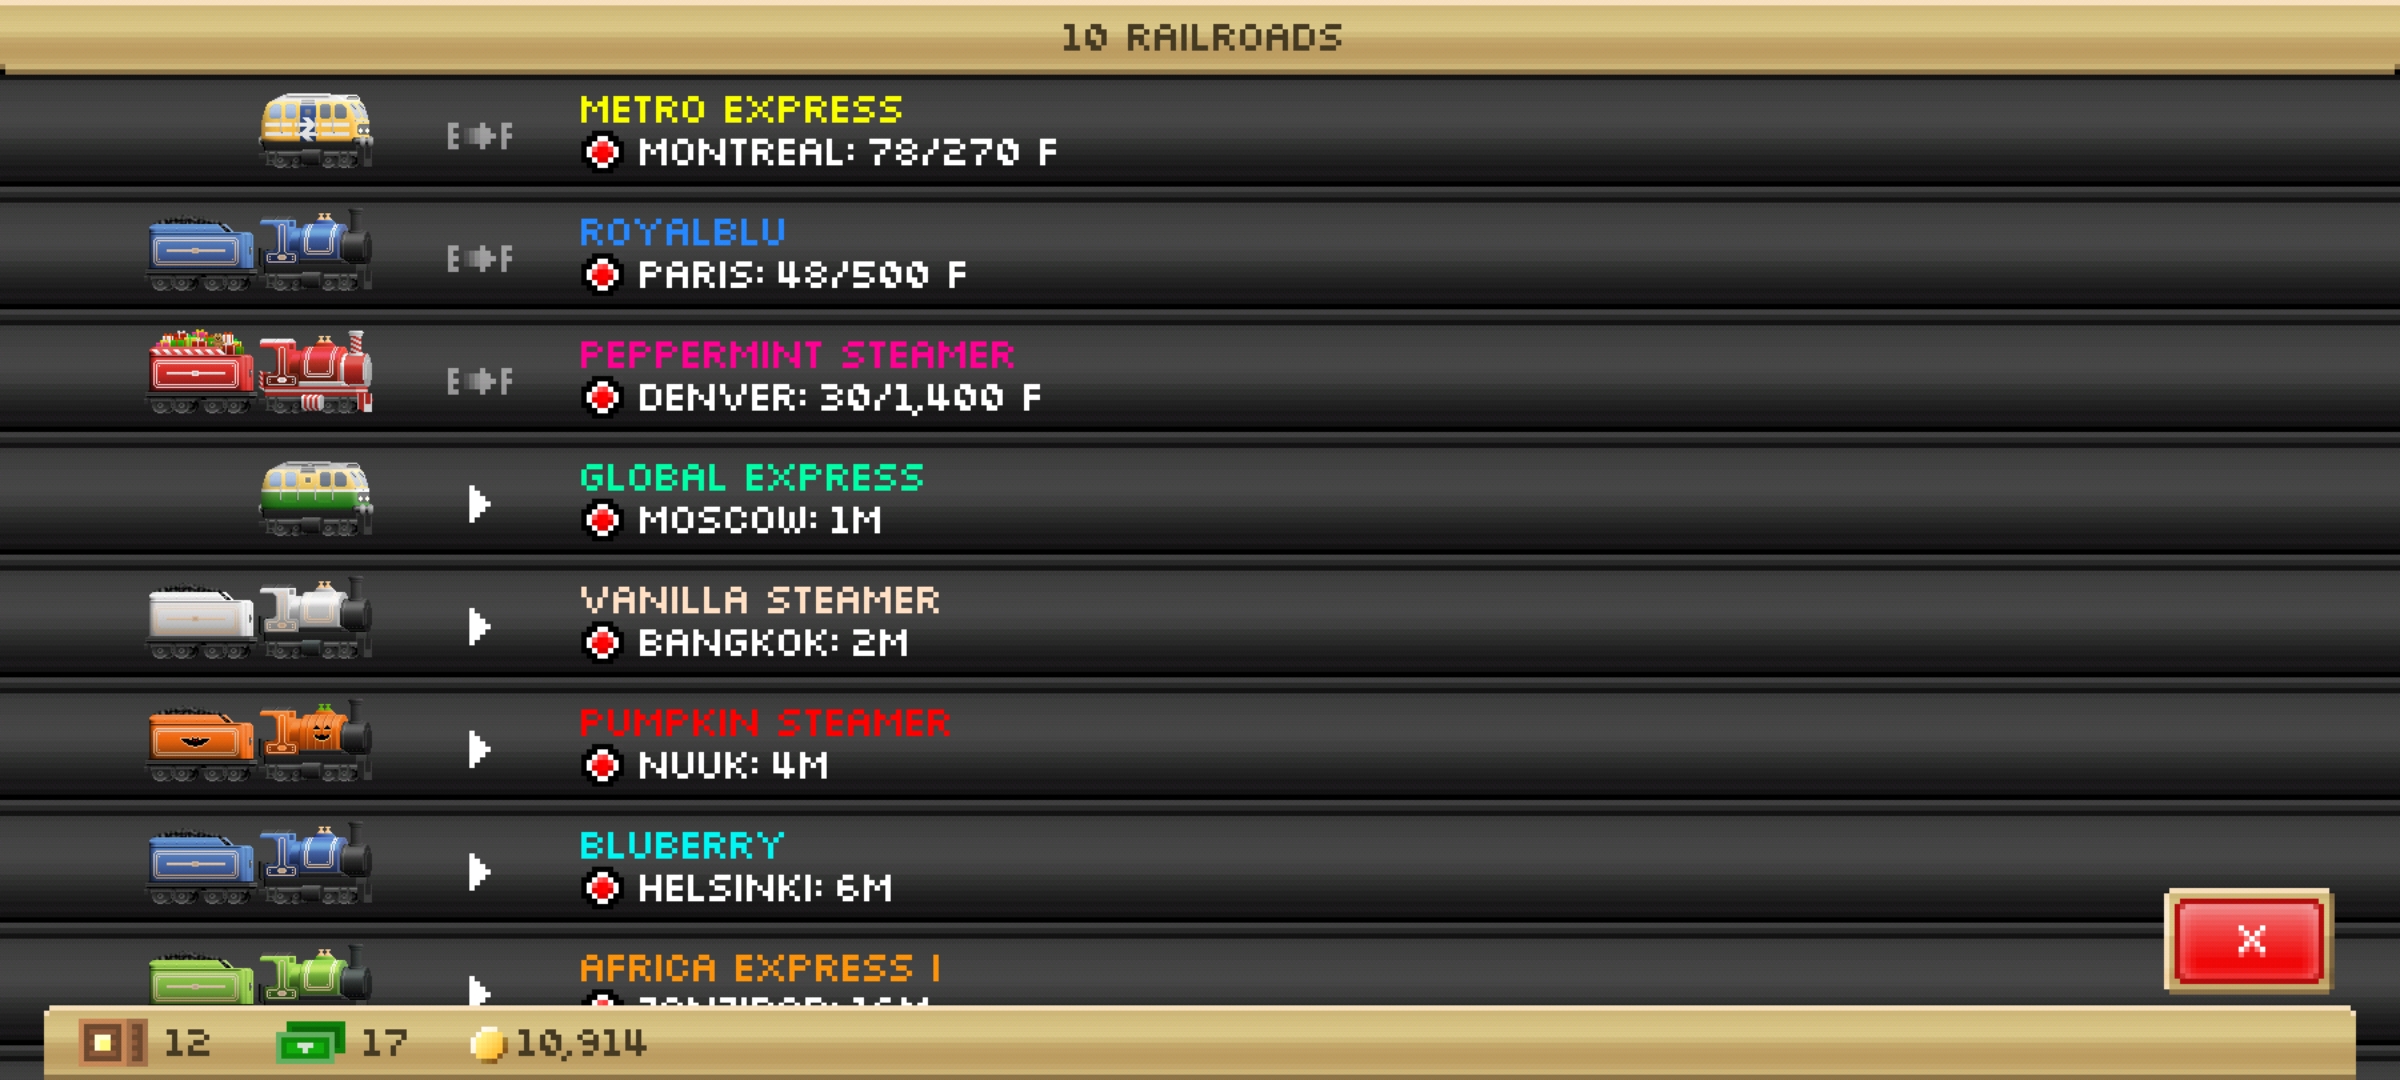 10 RAILROADS
E F
METRO EXPRESS
MONTREAL: 78/270 F
E F
ROYALBLU
PARIS: 48/500 F
E F
PEPPERMINT STEAMER
DENVER: 30/1,400 F
GLOBAL EXPRESS
MOSCOW: 1M
VANILLA STEAMER
BANGKOK: 2M
PUMPKIN STEAMER
NUUK: 4M
BLUBERRY
HELSINKI: 6M
AFRICA EXPRESS I
X
12 17 10,914